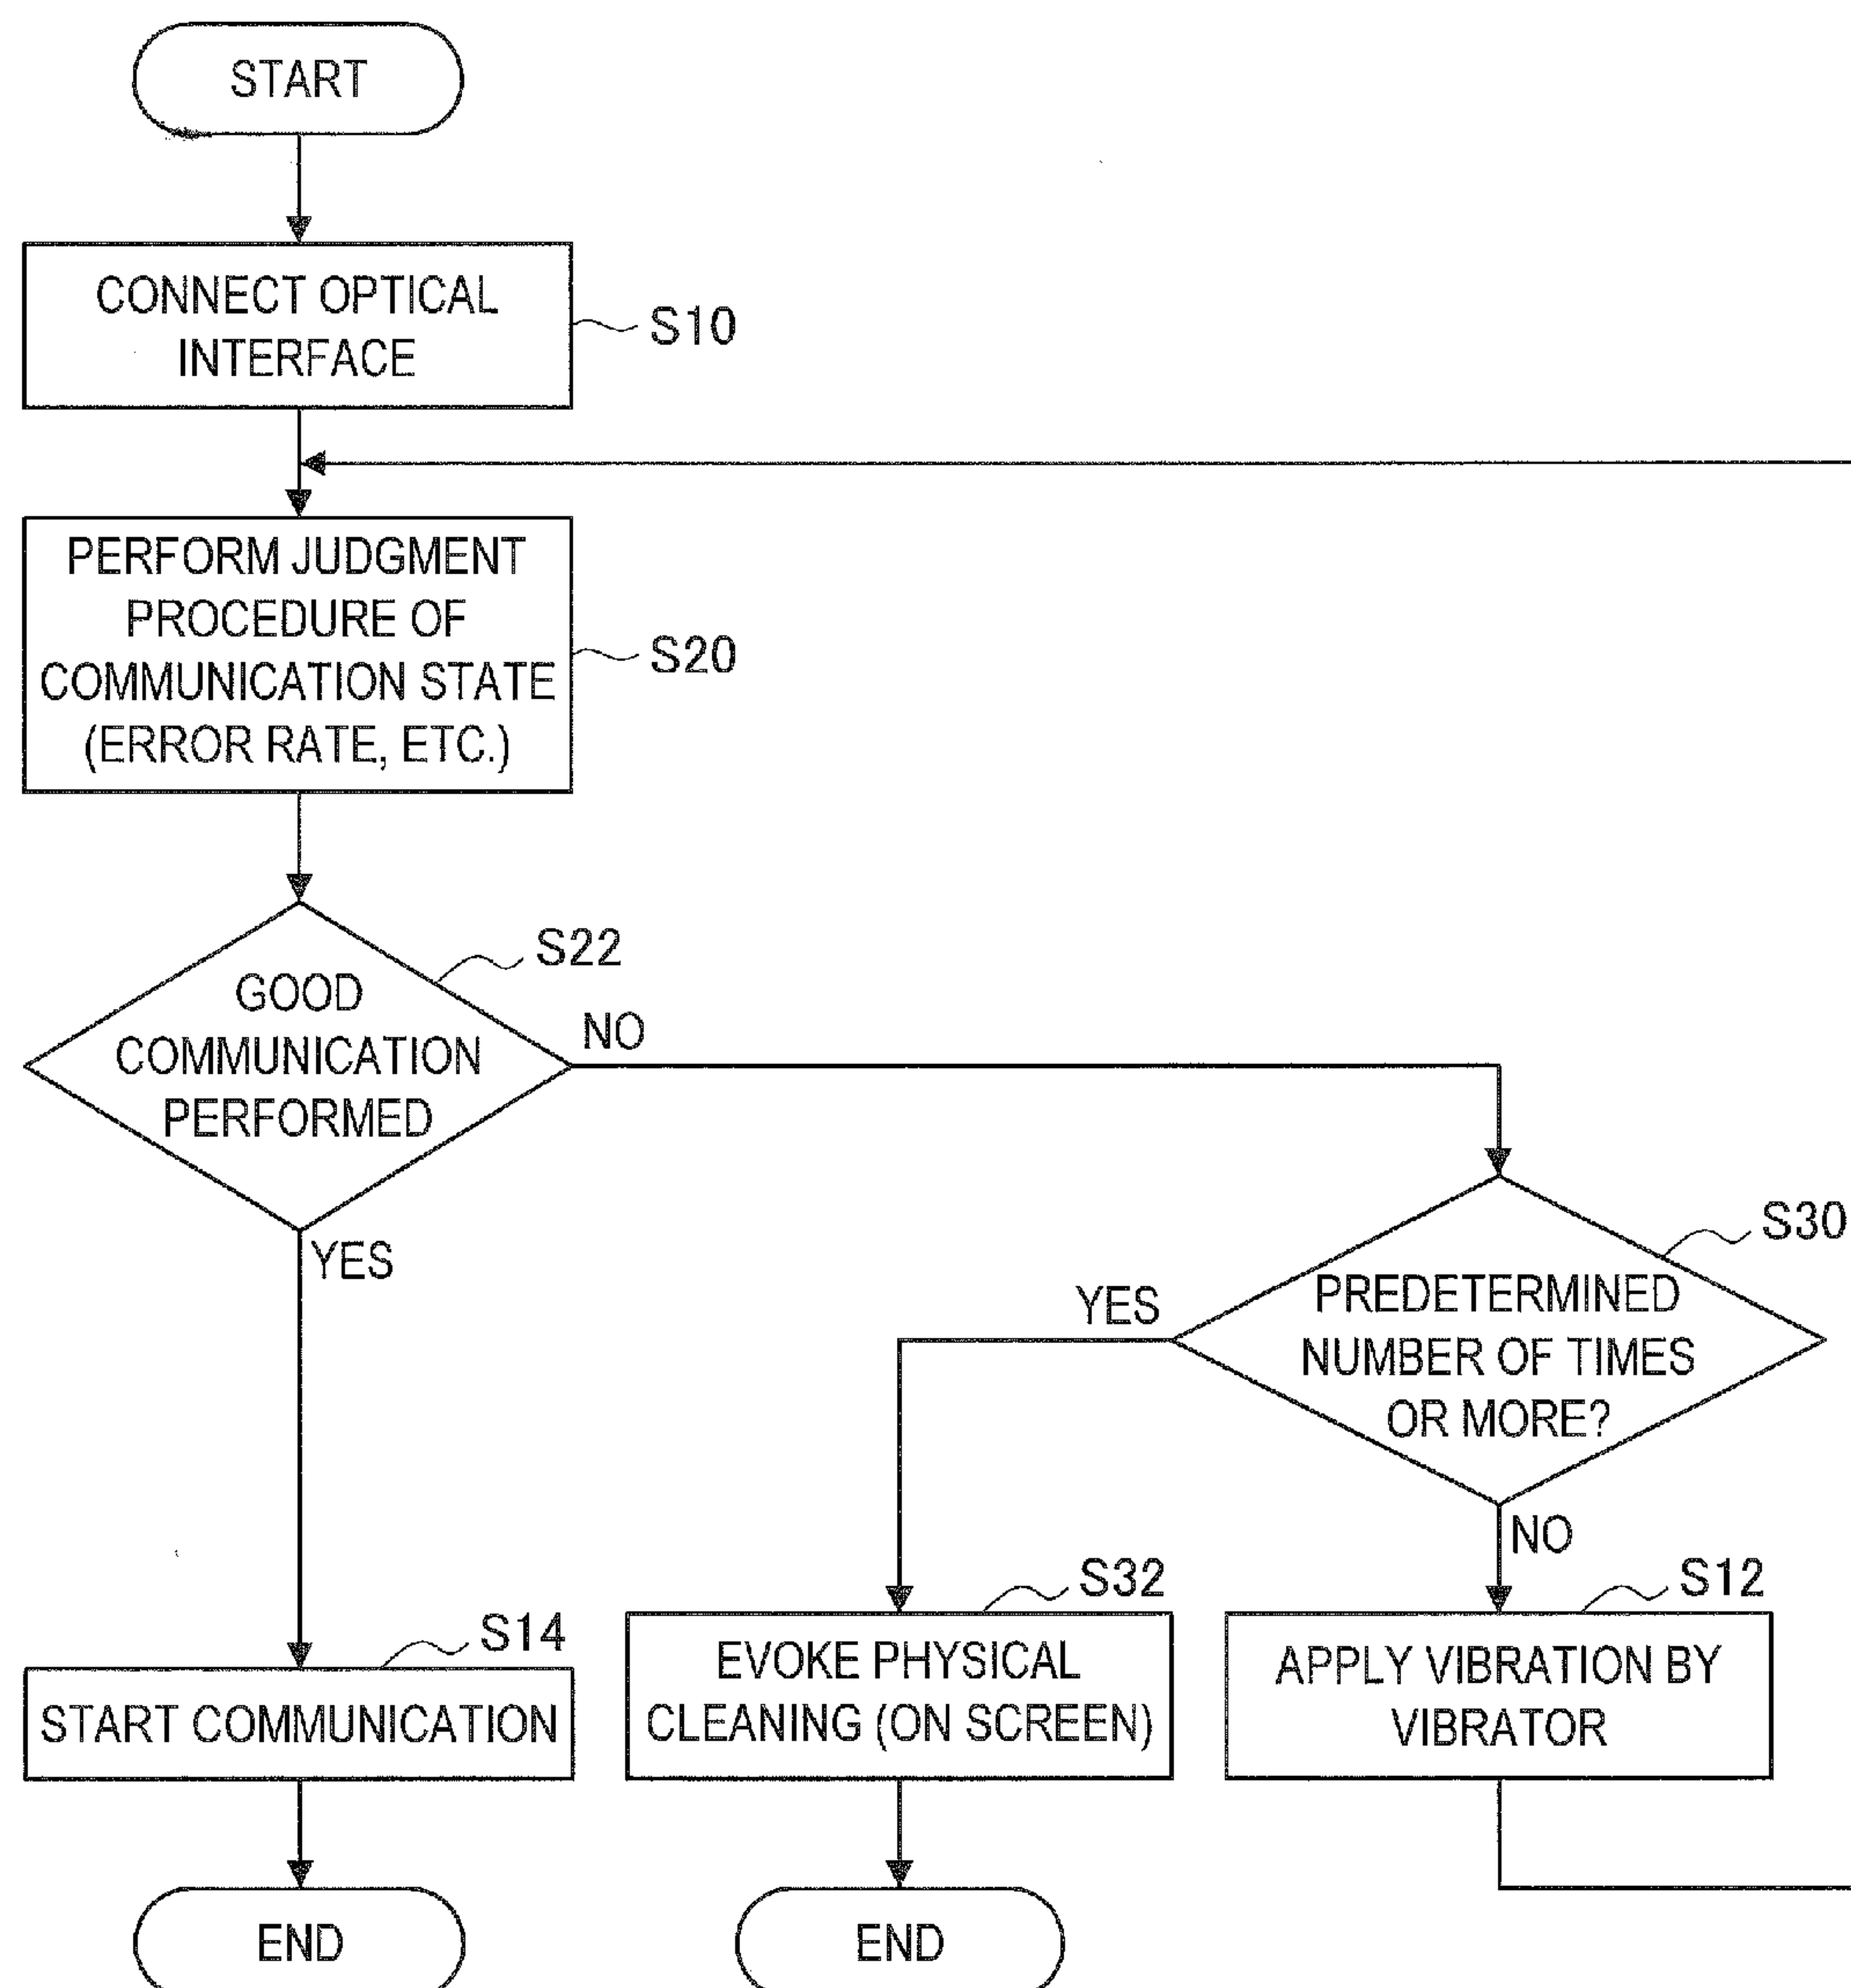 START
CONNECT OPTICAL
INTERFACE
S10
PERFORM JUDGMENT
PROCEDURE OF
COMMUNICATION STATE
(ERROR RATE, ETC.)
S20
S22
GOOD
COMMUNICATION
PERFORMED
NO
YES
S30
PREDETERMINED
NUMBER OF TIMES
OR MORE?
YES
NO
S14
START COMMUNICATION
END
S32
EVOKE PHYSICAL
CLEANING (ON SCREEN)
END
S12
APPLY VIBRATION BY
VIBRATOR